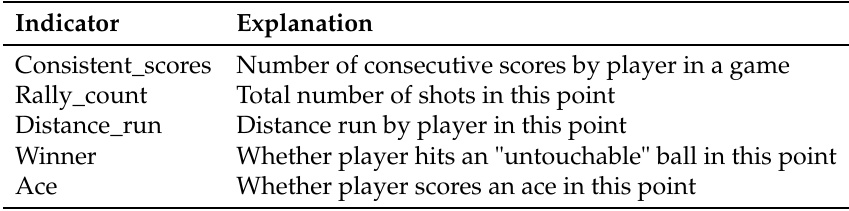 Indicator Explanation
Consistent_scores Number of consecutive scores by player in a game
Rally_count Total number of shots in this point
Distance_run Distance run by player in this point
Winner Whether player hits an "untouchable" ball in this point
Ace Whether player scores an ace in this point